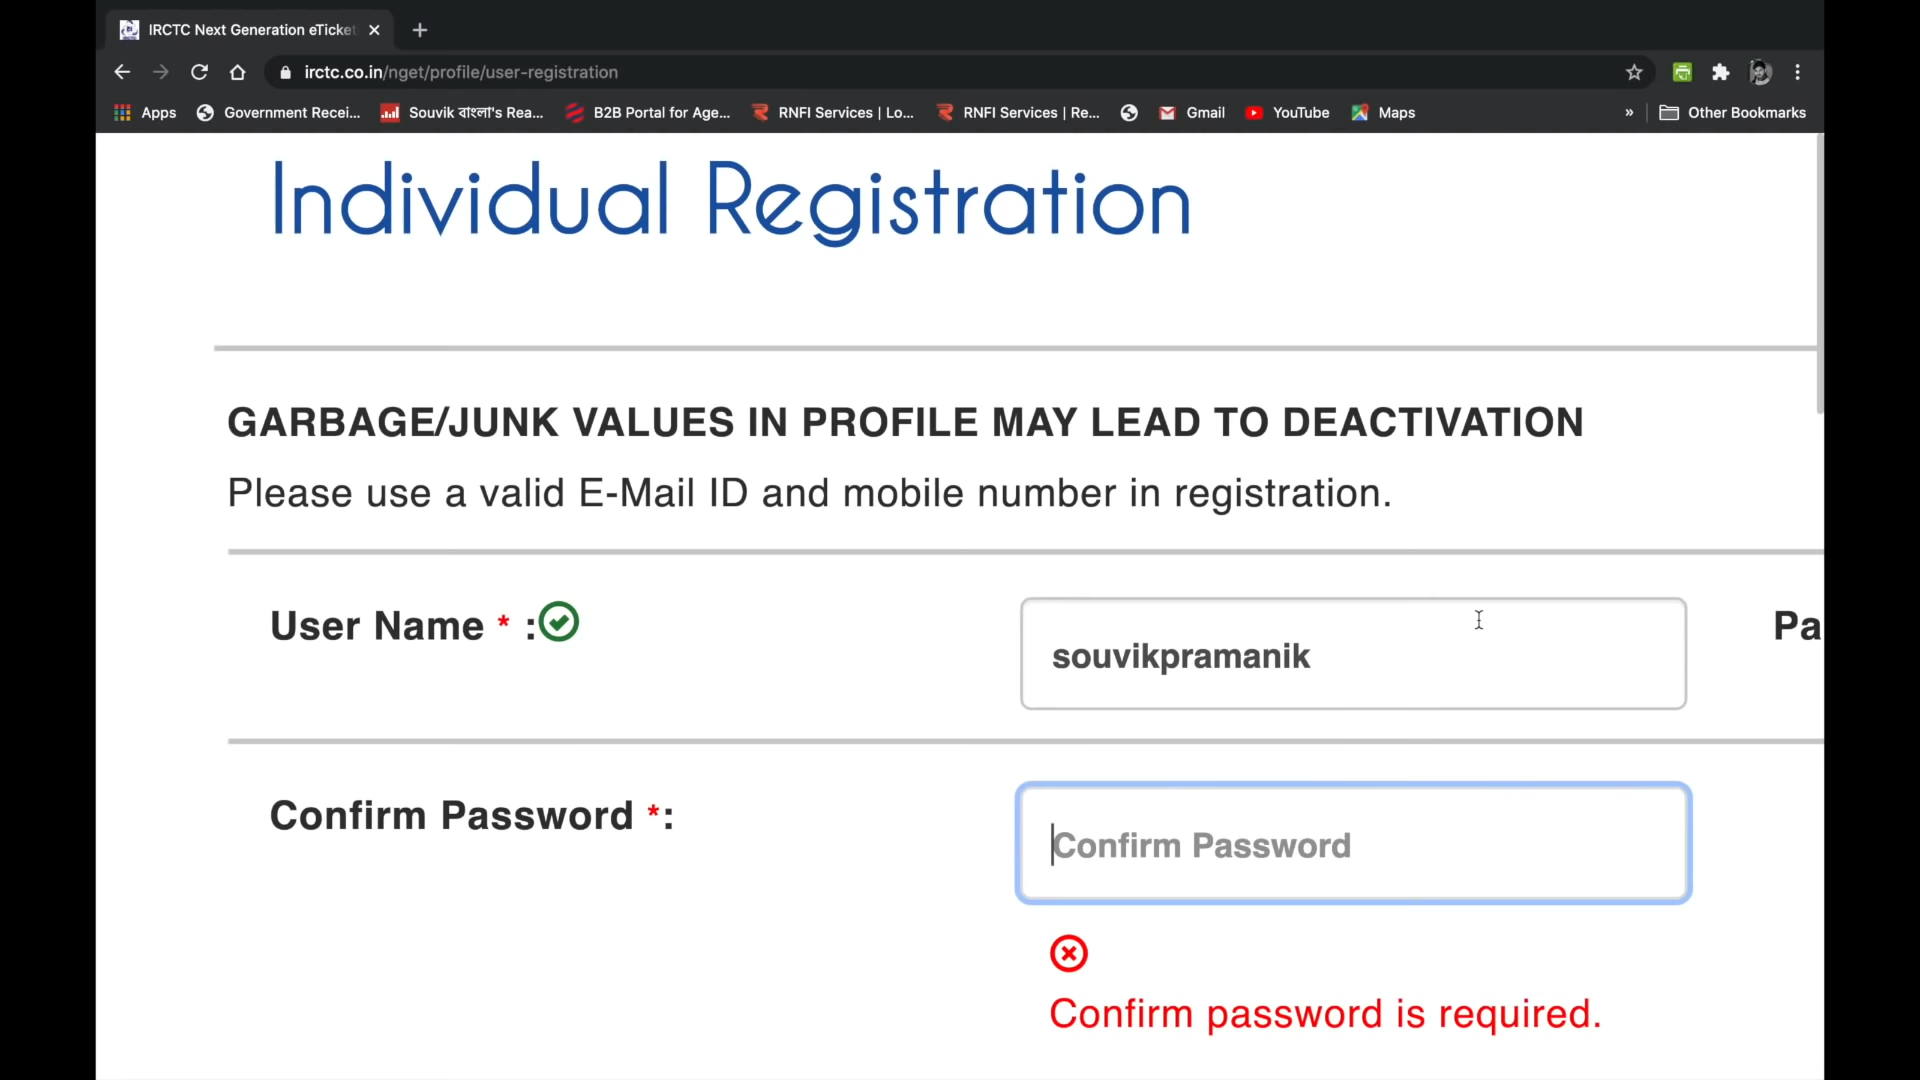 IRCTC Next Generation eTicket
irctc.co.in/nget/profile/user-registration
Apps Government Recei... Souvik বাংলা's Rea... B2B Portal for Age... RNFI Services | Lo... RNFI Services | Re... Gmail YouTube Maps » Other Bookmarks
Individual Registration
GARBAGE/JUNK VALUES IN PROFILE MAY LEAD TO DEACTIVATION
Please use a valid E-Mail ID and mobile number in registration.
User Name * : souvikpramanik Pa
Confirm Password *: Confirm Password
Confirm password is required.